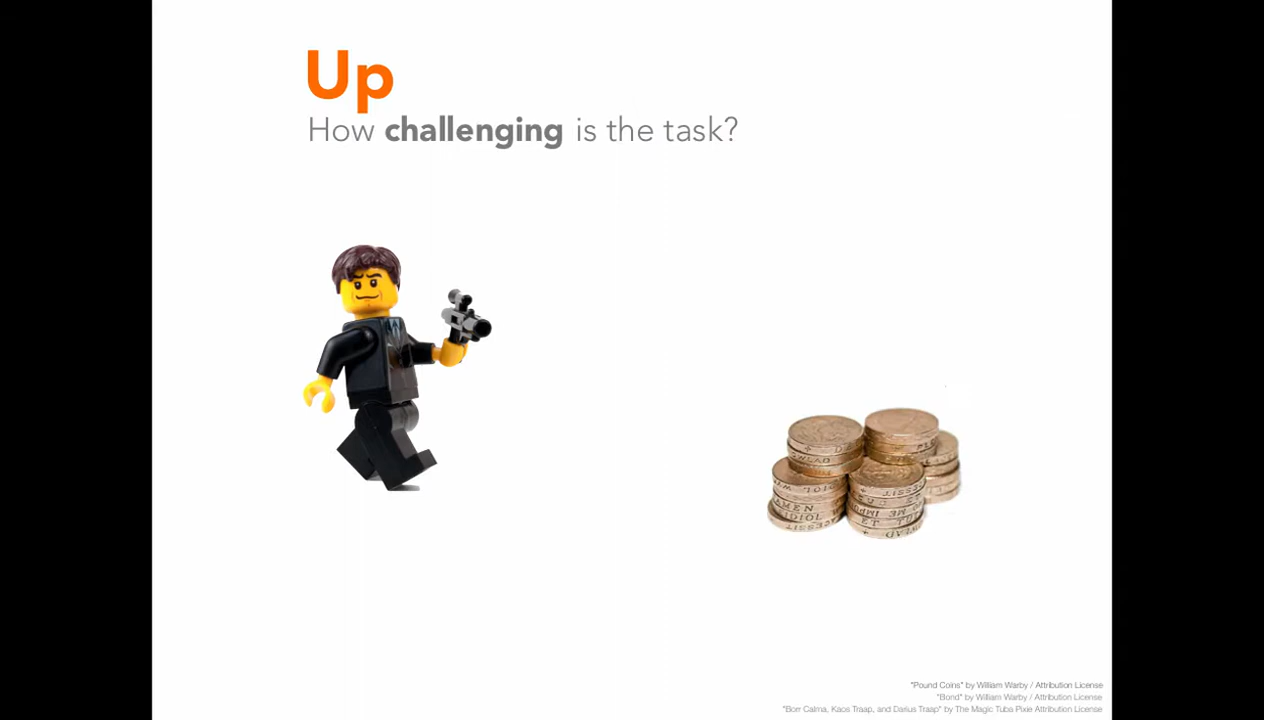 Up
How challenging is the task?
"Pound Coins" by William Warby / Attribution License
"Bond" by William Warby / Attribution License
"Borr Calma, Kaos Traap, and Darius Traap" by The Magic Tuba Pixie Attribution License